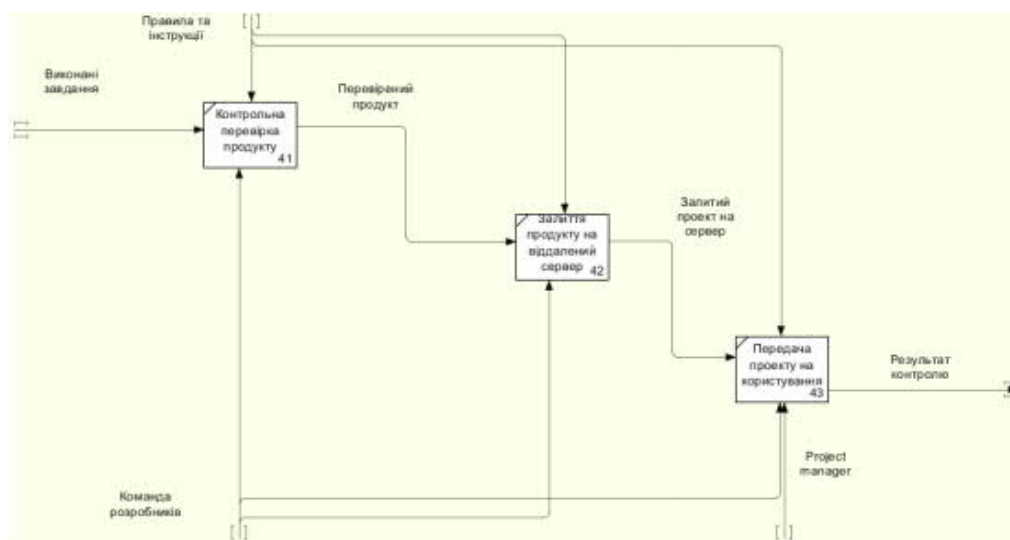 Правила та
інструкції
Виконані
завдання
Перевірений
продукт
Контрольна
перевірка
продукту
41
Залитий
проект на
сервер
Залиття
продукту на
віддалений
сервер 42
Передача
проекту на
користування
43
Результат
контролю
Project
manager
Команда
розробників